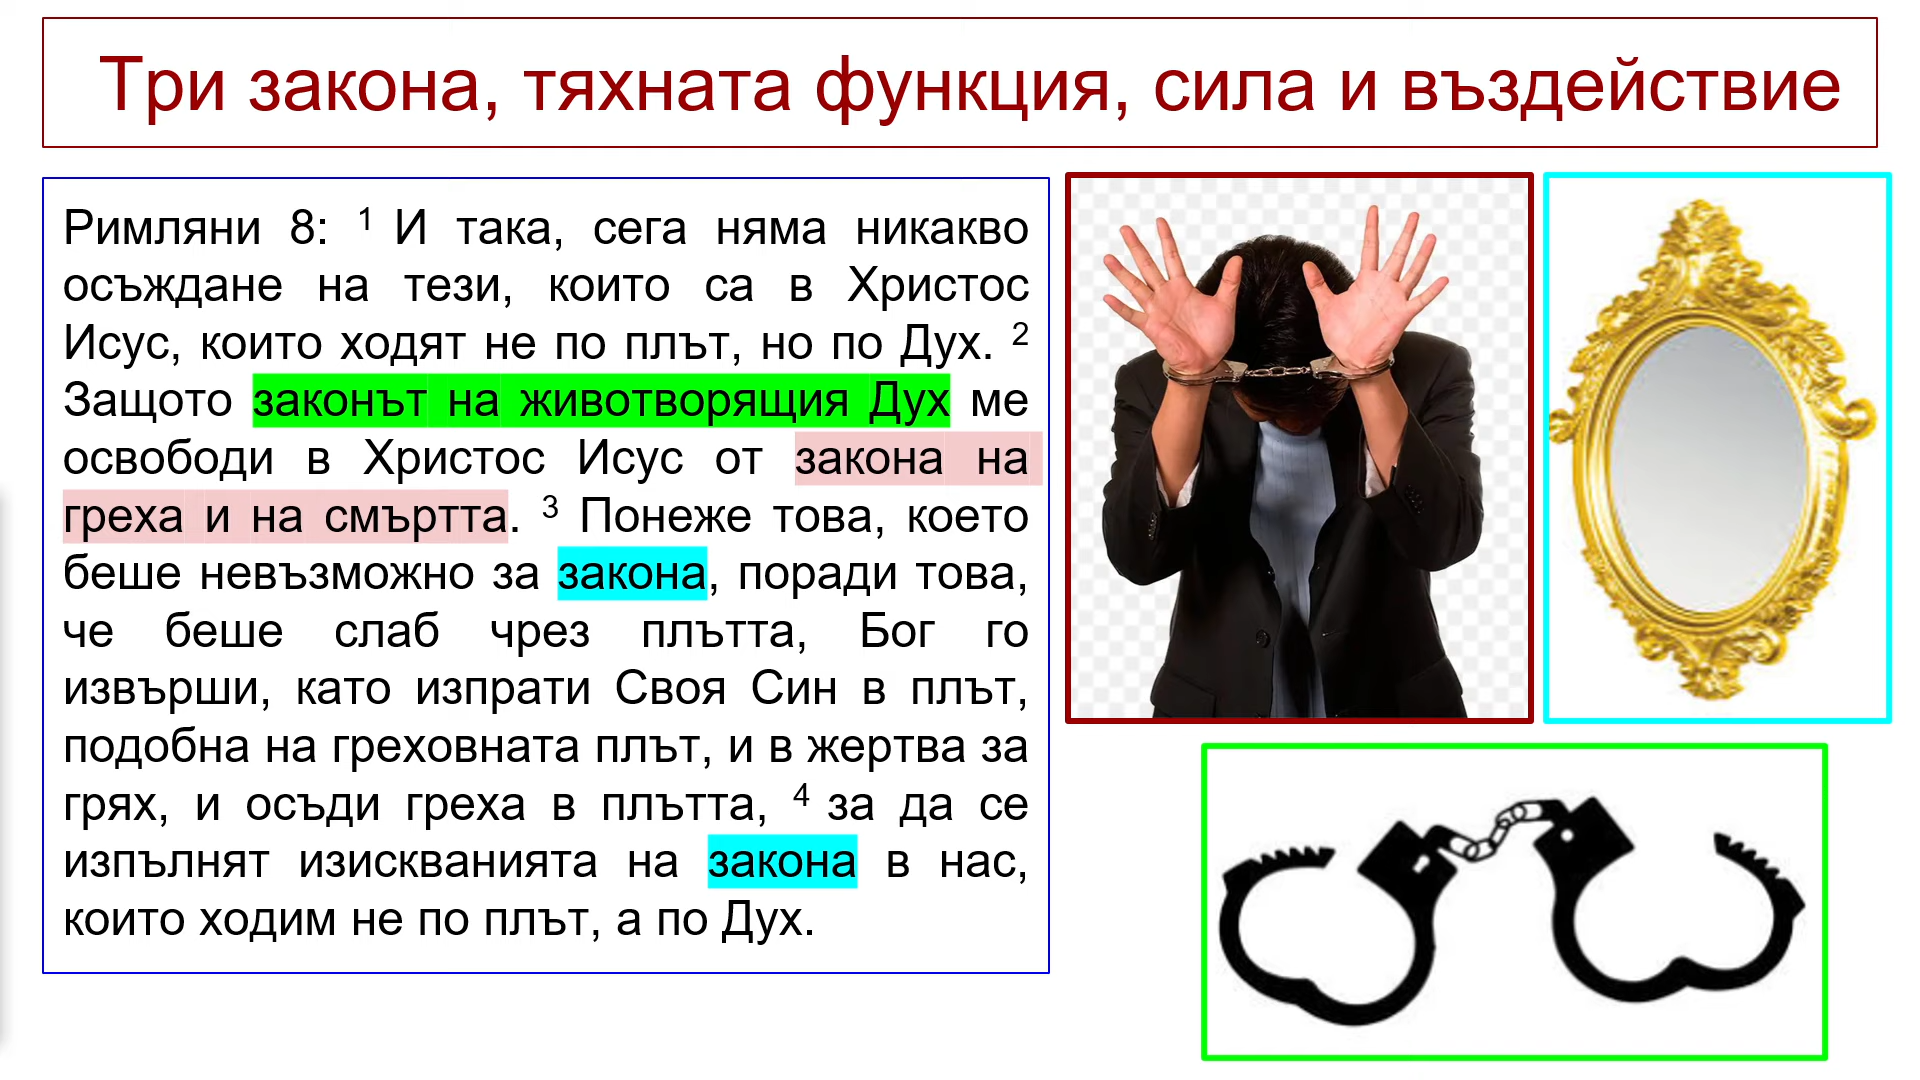 Три закона, тяхната функция, сила и въздействие
Римляни 8: ¹ И така, сега няма никакво
осъждане на тези, които са в Христос
Исус, които ходят не по плът, но по Дух. ²
Защото законът на животворящия Дух ме
освободи в Христос Исус от закона на
греха и на смъртта. ³ Понеже това, което
беше невъзможно за закона, поради това,
че беше слаб чрез плътта, Бог го
извърши, като изпрати Своя Син в плът,
подобна на греховната плът, и в жертва за
грях, и осъди греха в плътта, ⁴ за да се
изпълнят изискванията на закона в нас,
които ходим не по плът, а по Дух.